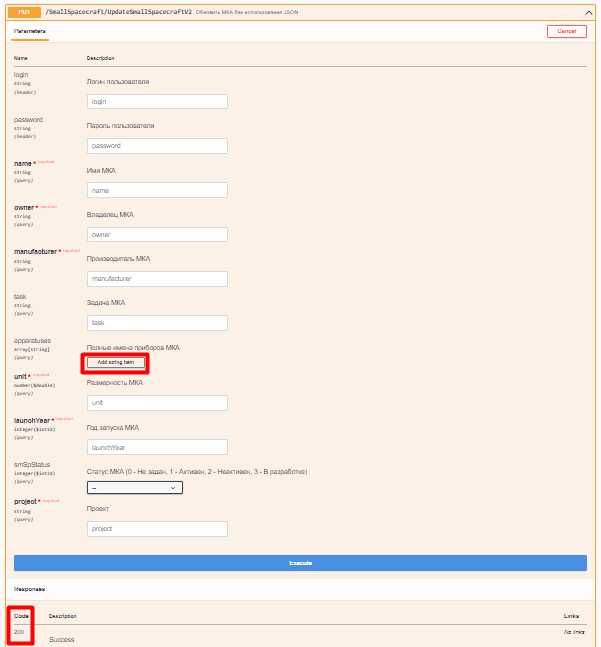 PUT /SmallSpacecraft/UpdateSmallSpacecraftV2 Обновить МКА без использования JSON
Parameters
Cancel
Name Description
login
string
(header)
Логин пользователя
login
password
string
(header)
Пароль пользователя
password
name * required
string
(query)
Имя МКА
name
owner * required
string
(query)
Владелец МКА
owner
manufacturer * required
string
(query)
Производитель МКА
manufacturer
task
string
(query)
Задача МКА
task
apparatuses
array[string]
(query)
Полные имена приборов МКА
Add string item
unit * required
number($double)
(query)
Размерность МКА
unit
launchYear * required
integer($int32)
(query)
Год запуска МКА
launchYear
smSpStatus
integer($int32)
(query)
Статус МКА (0 - Не задан, 1 - Активен, 2 - Неактивен, 3 - В разработке)
--
project * required
string
(query)
Проект
project
Execute
Responses
Code Description Links
200
Success
No links